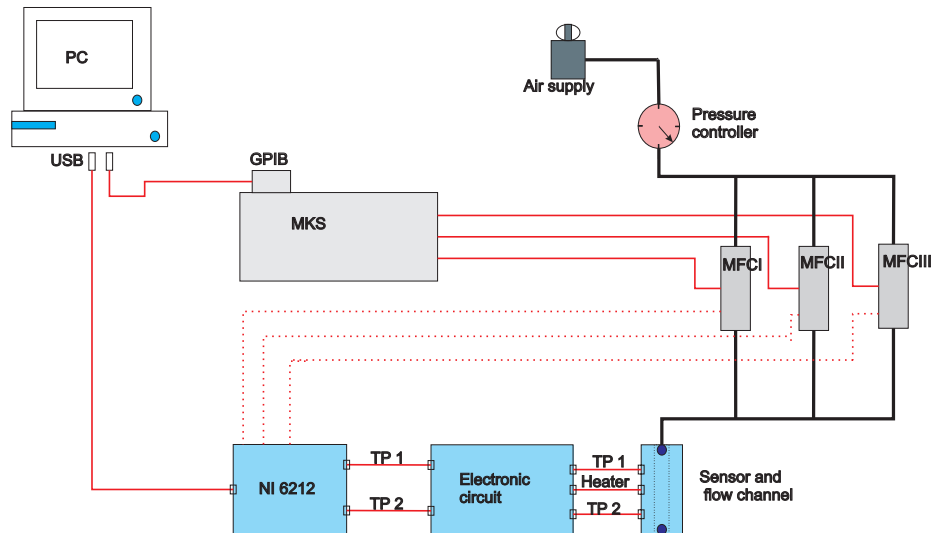 PC
Air supply
Pressure
controller
USB
GPIB
MKS
MFCI
MFCII
MFCIII
TP 1
TP 2
NI 6212
Electronic
circuit
TP 1
Heater
TP 2
Sensor and
flow channel